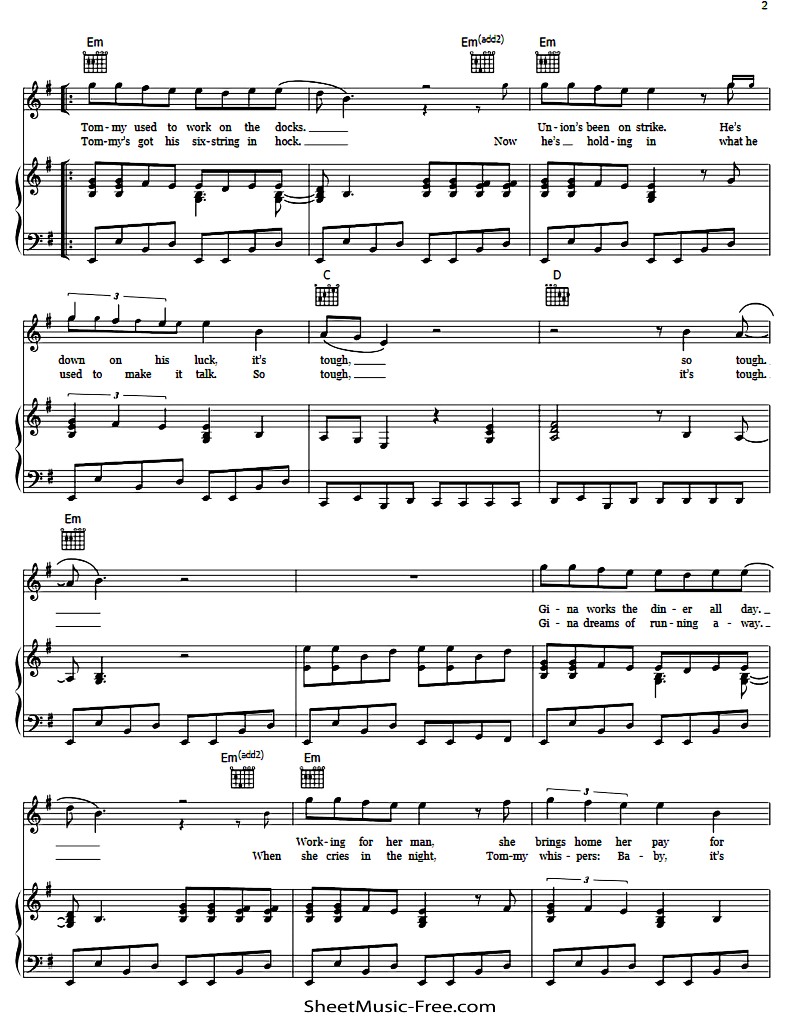 2
Em Em(add2) Em
Tom - my used to work on the docks. Un - ion's been on strike. He's
Tom - my's got his six - string in hock. Now he's hold - ing in what he
3 C D
down on his luck, it's tough, so tough.
used to make it talk. So tough, it's tough.
3
Em
Gi - na works the din - er all day.
Gi - na dreams of run - ning a - way.
Em(add2) Em
3
Work - ing for her man, she brings home her pay for
When she cries in the night, Tom - my whis - pers: Ba - by, it's
3
SheetMusic-Free.com